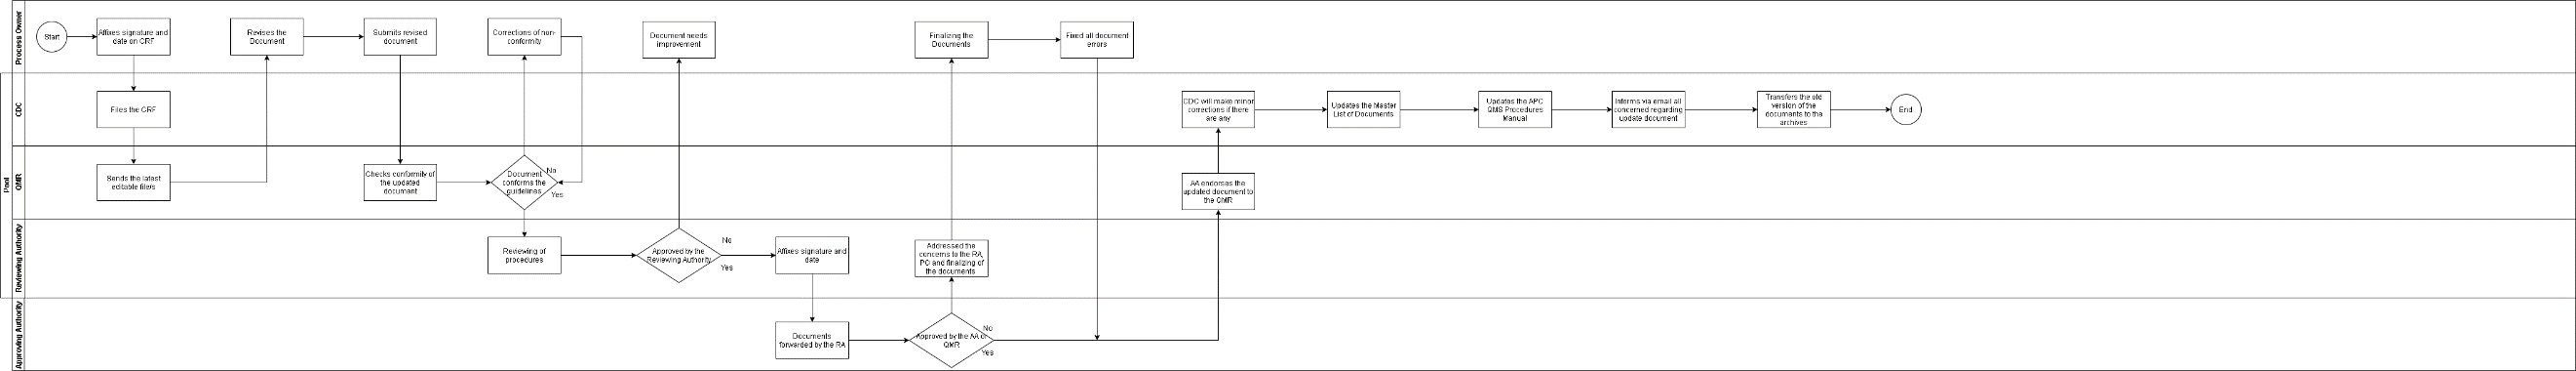 Pool
Process Owner
Start
Affixes signature and
date on CRF
Revises the
Document
Submits revised
document
Corrections of non-
conformity
Document needs
improvement
Finalizing the
Documents
Fixed all document
errors
CDC
Files the CRF
CDC will make minor
corrections if there
are any
Updates the Master
List of Documents
Updates the APC
QMS Procedures
Manual
Informs via email all
concerned regarding
update document
Transfers the old
version of the
documents to the
archives
End
QMR
Sends the latest
editable file/s
Checks conformity of
the updated
document
Document
conforms the
guidelines
No
Yes
AA endorses the
updated document to
the QMR
Reviewing Authority
Reviewing of
procedures
Approved by the
Reviewing Authority
No
Yes
Affixes signature and
date
Addressed the
concerns to the RA,
PO and finalizing of
the documents
Approving Authority
Documents
forwarded by the RA
Approved by the AA or
QMR
No
Yes